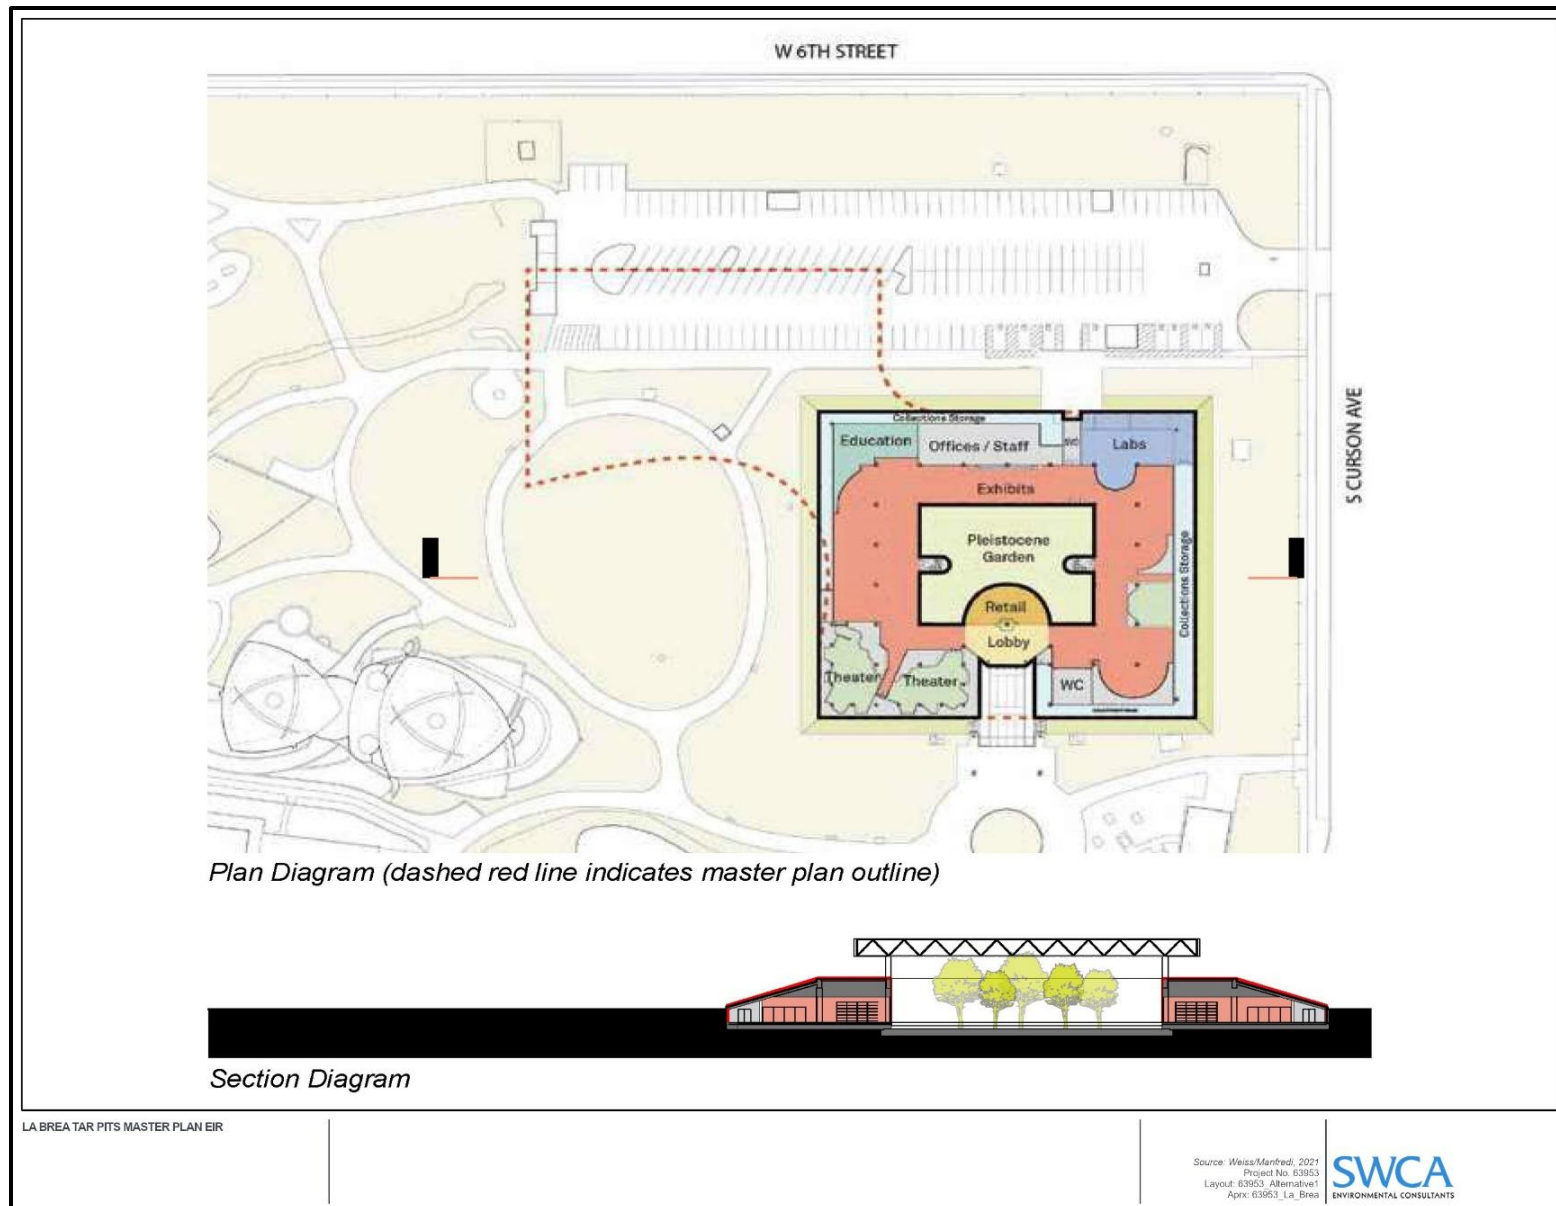 W 6TH STREET
S CURSON AVE
Collections Storage
Education
Offices / Staff
SVC
Labs
Exhibits
Pleistocene
Garden
Collections Storage
Retail
Lobby
Theater
Theater
WC
Plan Diagram (dashed red line indicates master plan outline)
Section Diagram
LA BREA TAR PITS MASTER PLAN EIR
Source: Weiss/Manfredi, 2021
Project No. 63953
Layout: 63953_Alternative1
Aprx: 63953_La_Brea
SWCA
ENVIRONMENTAL CONSULTANTS